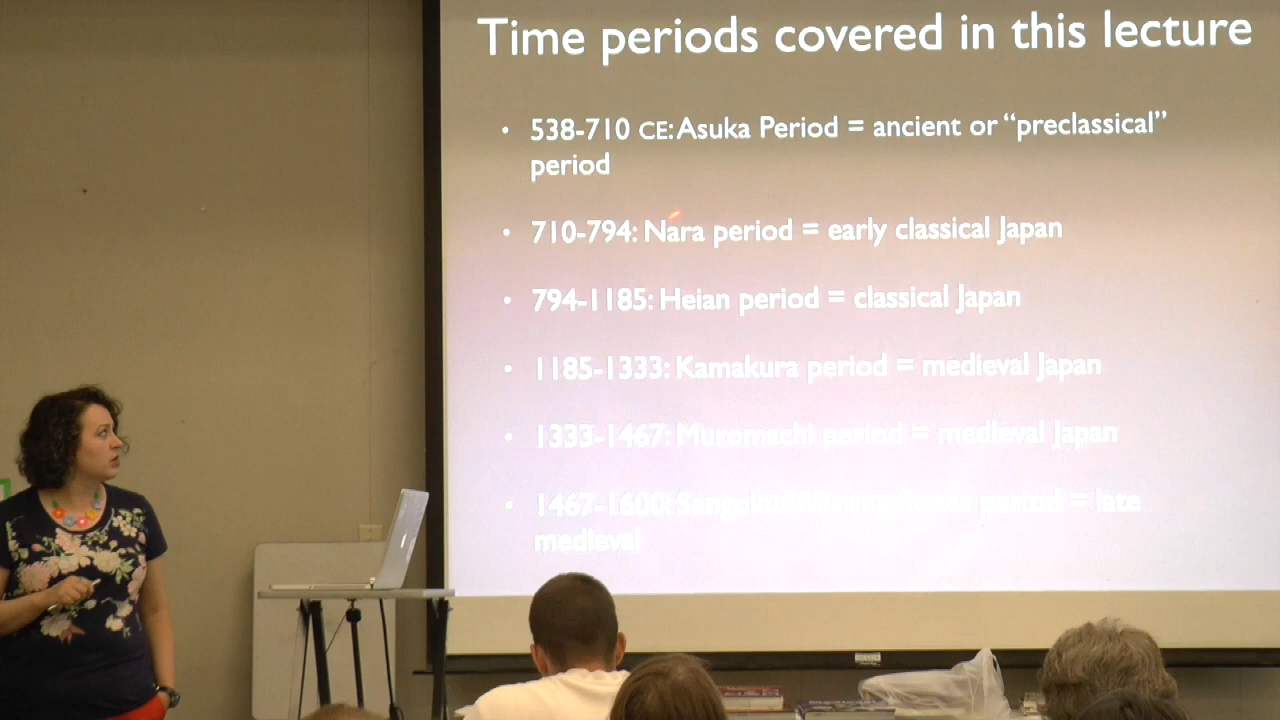 Time periods covered in this lecture
• 538-710 CE: Asuka Period = ancient or “preclassical”
period
• 710-794: Nara period = early classical Japan
• 794-1185: Heian period = classical Japan
• 1185-1333: Kamakura period = medieval Japan
• 1333-1467: Muromachi period = medieval Japan
• 1467-1600: period = late
medieval